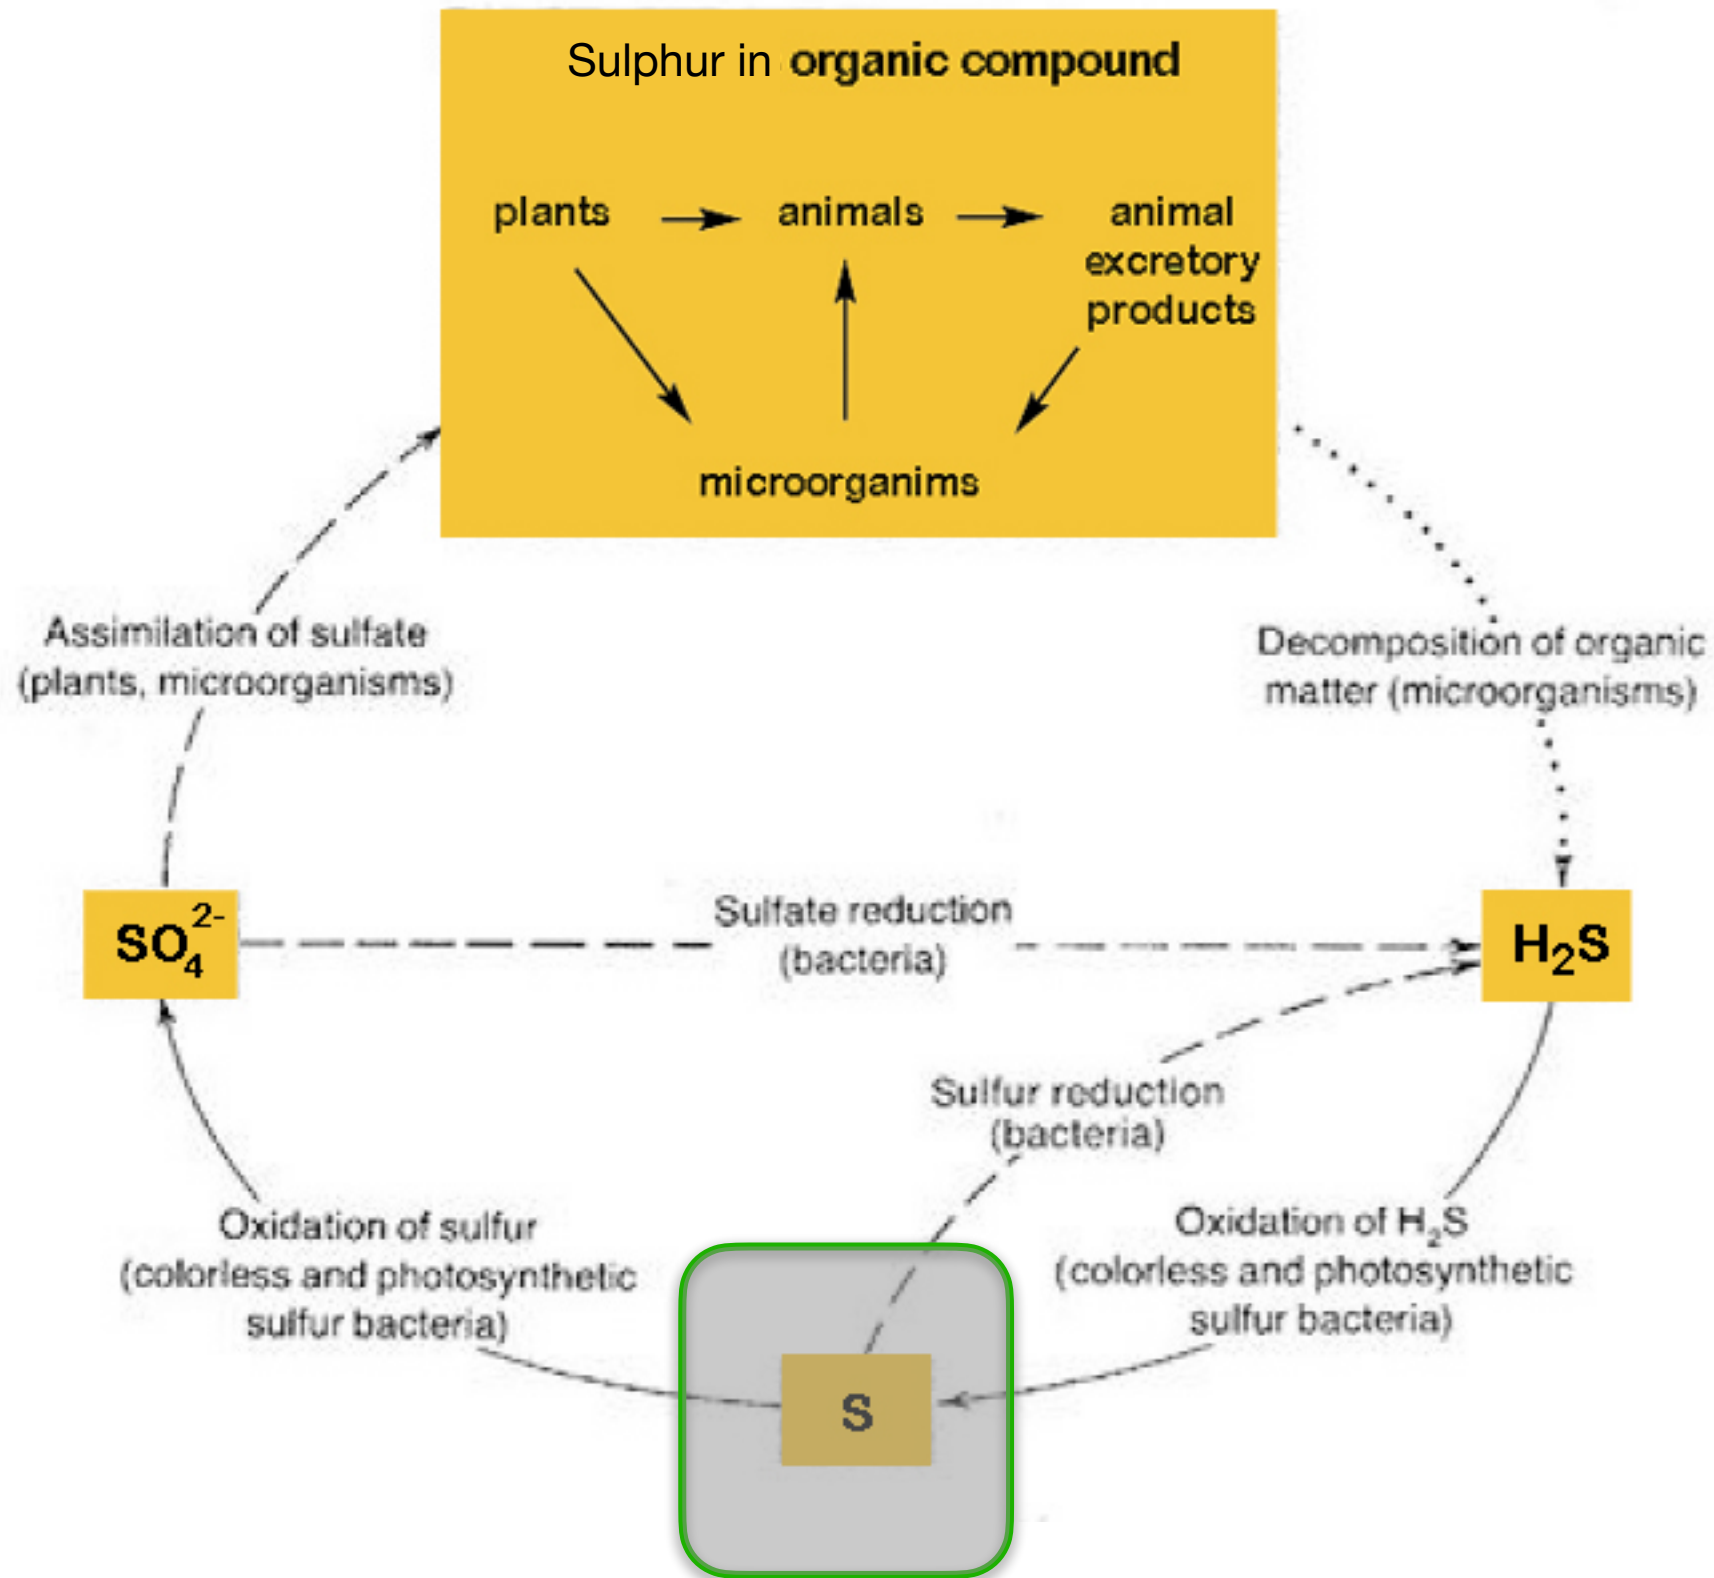 Sulphur in organic compound
plants
animals
animal
excretory
products
microorganims
Assimilation of sulfate
(plants, microorganisms)
Decomposition of organic
matter (microorganisms)
SO₄²⁻
Sulfate reduction
(bacteria)
H₂S
Sulfur reduction
(bacteria)
Oxidation of sulfur
(colorless and photosynthetic
sulfur bacteria)
Oxidation of H₂S
(colorless and photosynthetic
sulfur bacteria)
S